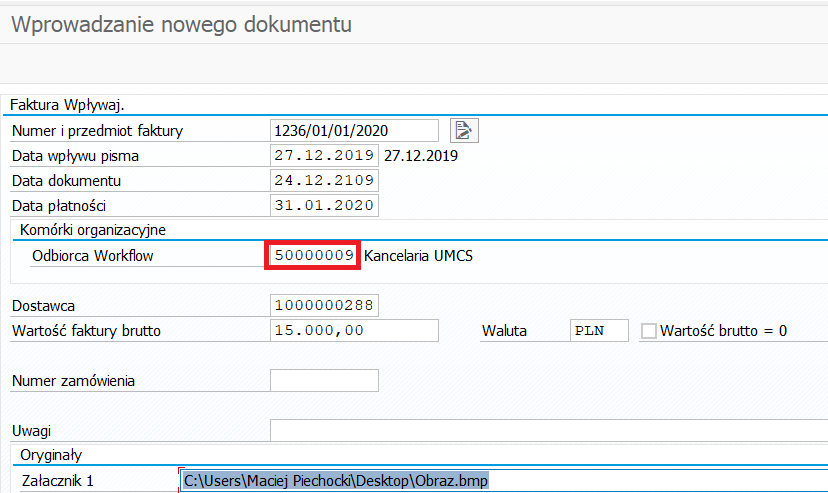 Wprowadzanie nowego dokumentu
Faktura Wpływaj.
Numer i przedmiot faktury 1236/01/01/2020
Data wpływu pisma 27.12.2019 27.12.2019
Data dokumentu 24.12.2109
Data płatności 31.01.2020
Komórki organizacyjne
Odbiorca Workflow 50000009 Kancelaria UMCS
Dostawca 1000000288
Wartość faktury brutto 15.000,00 Waluta PLN Wartość brutto = 0
Numer zamówienia
Uwagi
Oryginały
Załacznik 1 C:\Users\Maciej Piechocki\Desktop\Obraz.bmp